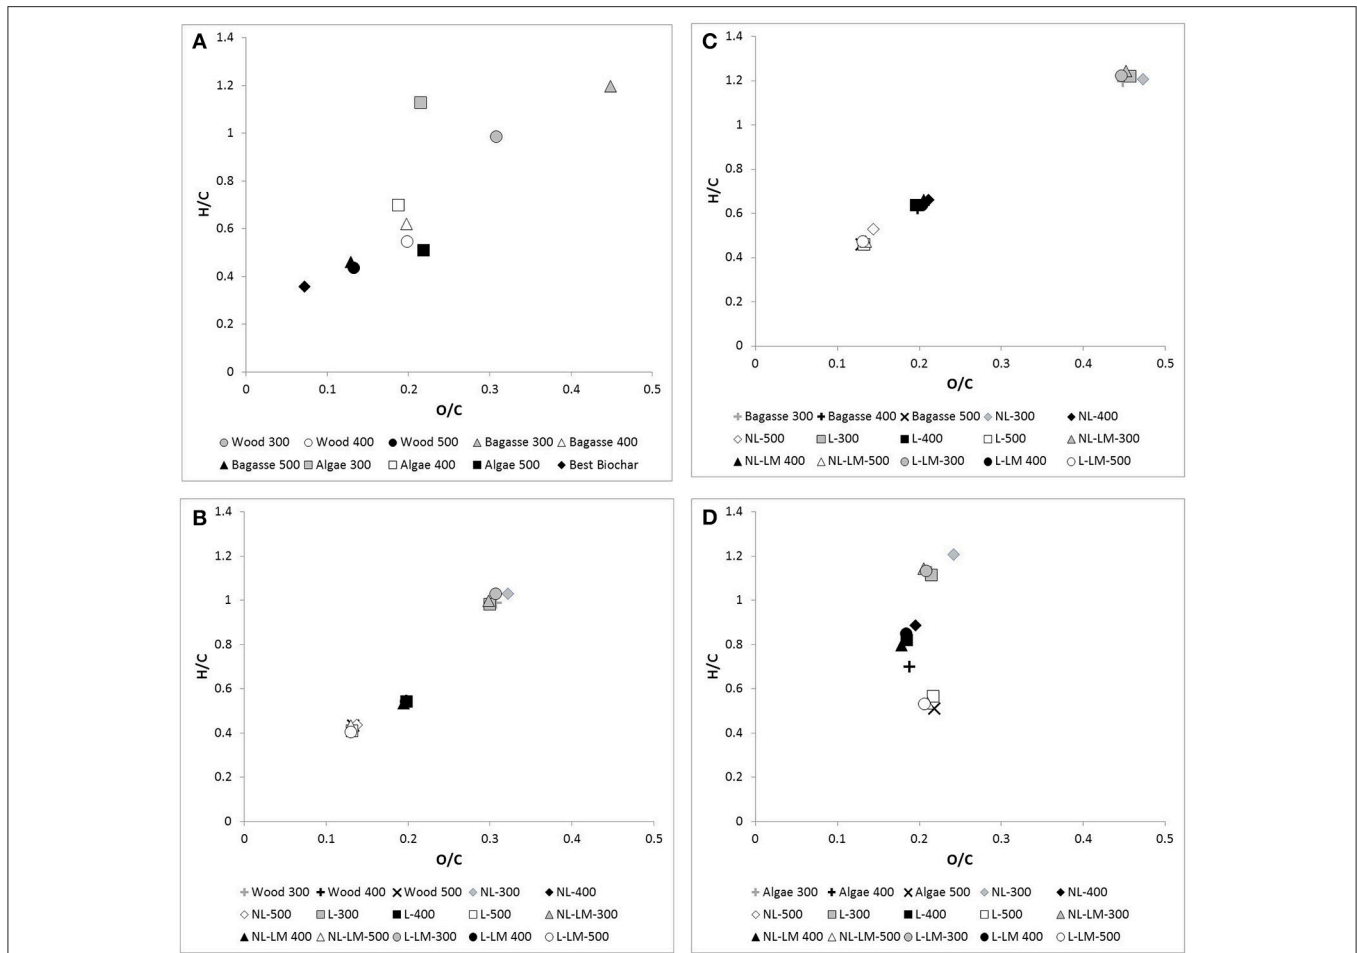 A
1.4
1.2
1
0.8
0.6
0.4
0.2
0
H/C
0 0.1 0.2 0.3 0.4 0.5
O/C
Wood 300 Wood 400 Wood 500 Bagasse 300 Bagasse 400
Bagasse 500 Algae 300 Algae 400 Algae 500 Best Biochar
C
1.4
1.2
1
0.8
0.6
0.4
0.2
0
H/C
0 0.1 0.2 0.3 0.4 0.5
O/C
Bagasse 300 Bagasse 400 Bagasse 500 NL-300 NL-400
NL-500 L-300 L-400 L-500 NL-LM-300
NL-LM 400 NL-LM-500 L-LM-300 L-LM 400 L-LM-500
B
1.4
1.2
1
0.8
0.6
0.4
0.2
0
H/C
0 0.1 0.2 0.3 0.4 0.5
O/C
Wood 300 Wood 400 Wood 500 NL-300 NL-400
NL-500 L-300 L-400 L-500 NL-LM-300
NL-LM 400 NL-LM-500 L-LM-300 L-LM 400 L-LM-500
D
1.4
1.2
1
0.8
0.6
0.4
0.2
0
H/C
0 0.1 0.2 0.3 0.4 0.5
O/C
Algae 300 Algae 400 Algae 500 NL-300 NL-400
NL-500 L-300 L-400 L-500 NL-LM-300
NL-LM 400 NL-LM-500 L-LM-300 L-LM 400 L-LM-500